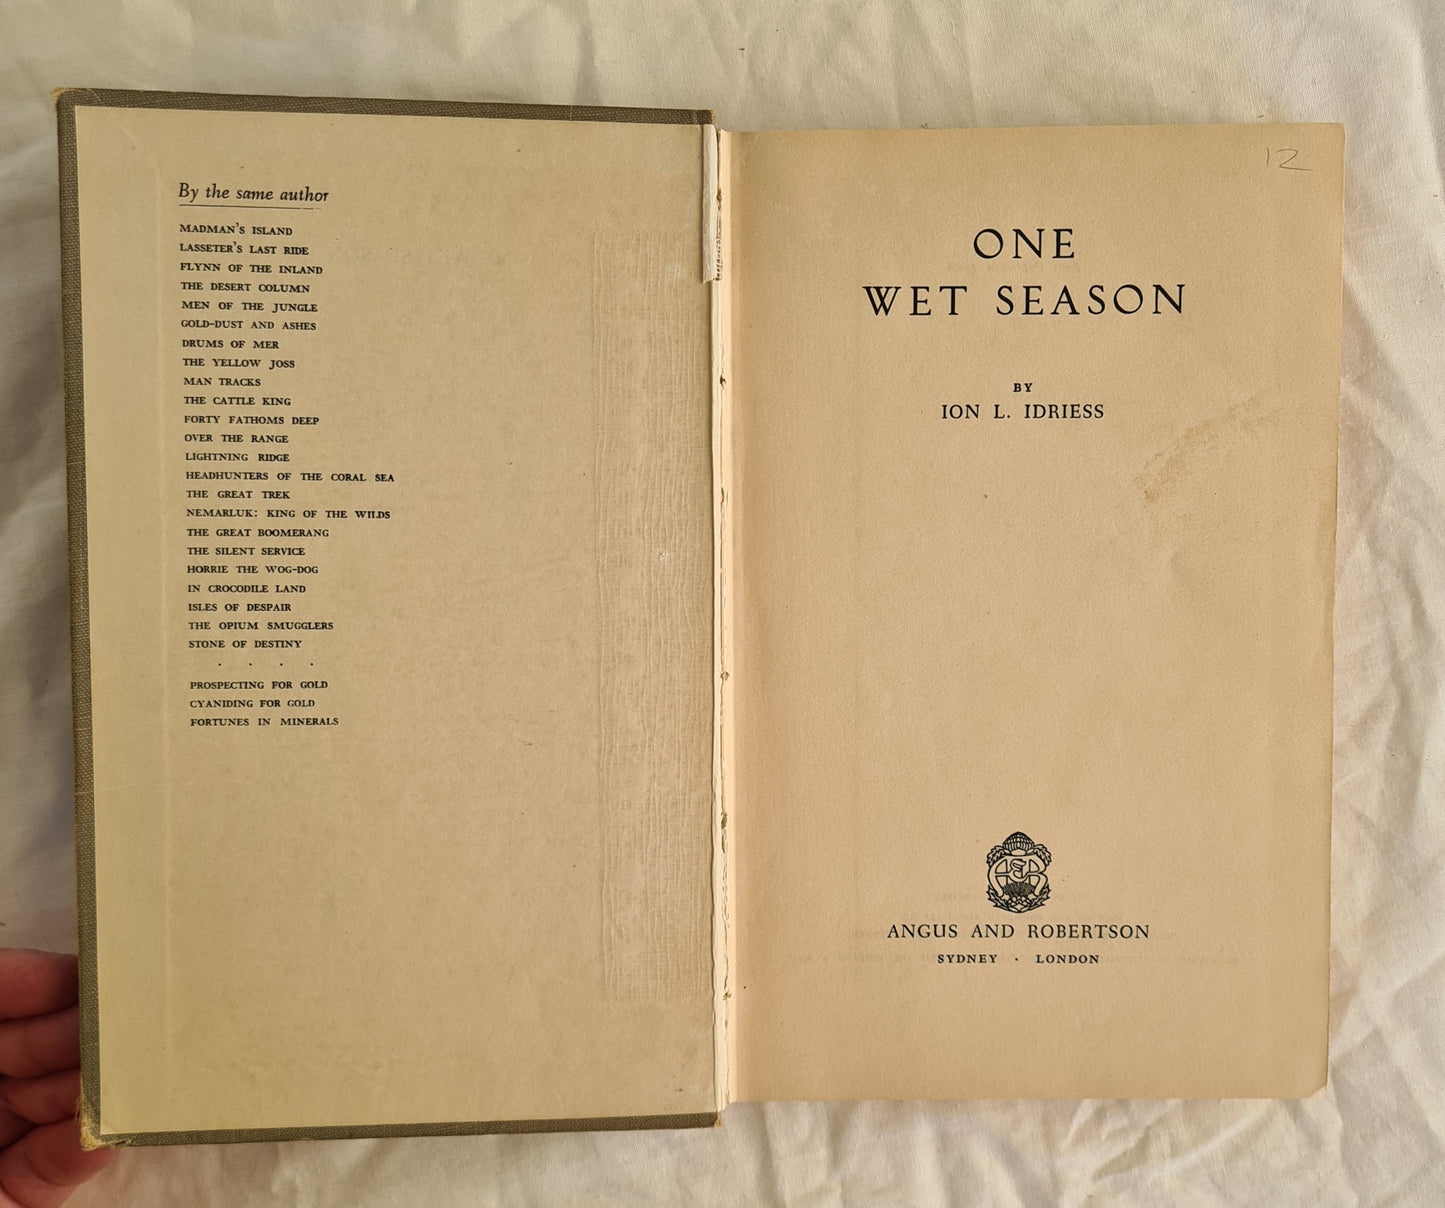 By the same author
MADMAN'S ISLAND
LASSETER'S LAST RIDE
FLYNN OF THE INLAND
THE DESERT COLUMN
MEN OF THE JUNGLE
GOLD-DUST AND ASHES
DRUMS OF MER
THE YELLOW JOSS
MAN TRACKS
THE CATTLE KING
FORTY FATHOMS DEEP
OVER THE RANGE
LIGHTNING RIDGE
HEADHUNTERS OF THE CORAL SEA
THE GREAT TREK
NEMARLUK: KING OF THE WILDS
THE GREAT BOOMERANG
THE SILENT SERVICE
HORRIE THE WOG-DOG
IN CROCODILE LAND
ISLES OF DESPAIR
THE OPIUM SMUGGLERS
STONE OF DESTINY
. . . .
PROSPECTING FOR GOLD
CYANIDING FOR GOLD
FORTUNES IN MINERALS
12
ONE
WET SEASON
BY
ION L. IDRIESS
A & R
ANGUS AND ROBERTSON
SYDNEY · LONDON